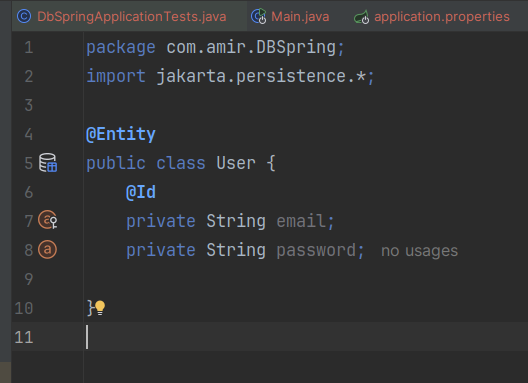 DbSpringApplicationTests.java Main.java application.properties
1 package com.amir.DBSpring;
2 import jakarta.persistence.*;
3
4 @Entity
5 public class User {
6 @Id
7 private String email;
8 private String password; no usages
9
10 }
11